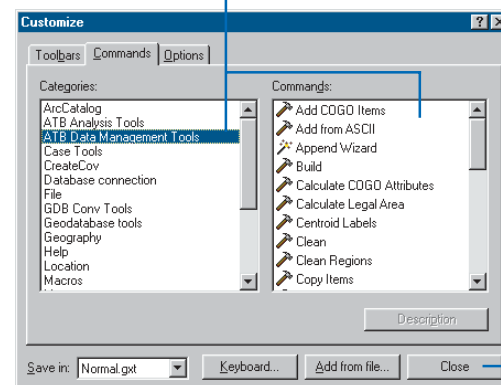 Customize
Toolbars Commands Options
Categories:
ArcCatalog
ATB Analysis Tools
ATB Data Management Tools
Case Tools
CreateCov
Database connection
File
GDB Conv Tools
Geodatabase tools
Geography
Help
Location
Macros
Commands:
Add COGO Items
Add from ASCII
Append Wizard
Build
Calculate COGO Attributes
Calculate Legal Area
Centroid Labels
Clean
Clean Regions
Copy Items
Description
Save in: Normal.gxt Keyboard... Add from file... Close